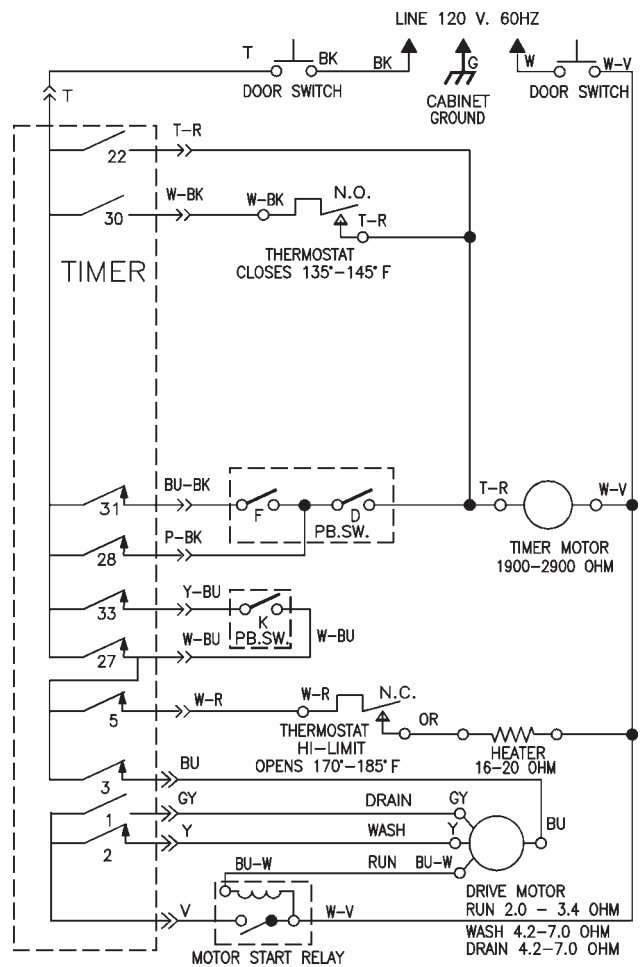 LINE 120 V. 60HZ
T
BK
BK
G
W
W-V
DOOR SWITCH
CABINET
GROUND
DOOR SWITCH
T
T-R
22
W-BK
W-BK
N.O.
T-R
30
THERMOSTAT
CLOSES 135°-145°F
TIMER
BU-BK
31
F
D
PB.SW.
T-R
W-V
P-BK
28
TIMER MOTOR
1900-2900 OHM
Y-BU
33
K
PB.SW.
W-BU
W-BU
27
W-R
W-R
N.C.
5
THERMOSTAT
HI-LIMIT
OPENS 170°-185°F
OR
HEATER
16-20 OHM
BU
3
GY
DRAIN
GY
1
Y
WASH
Y
BU
2
BU-W
RUN
BU-W
V
W-V
DRIVE MOTOR
RUN 2.0 - 3.4 OHM
WASH 4.2-7.0 OHM
DRAIN 4.2-7.0 OHM
MOTOR START RELAY